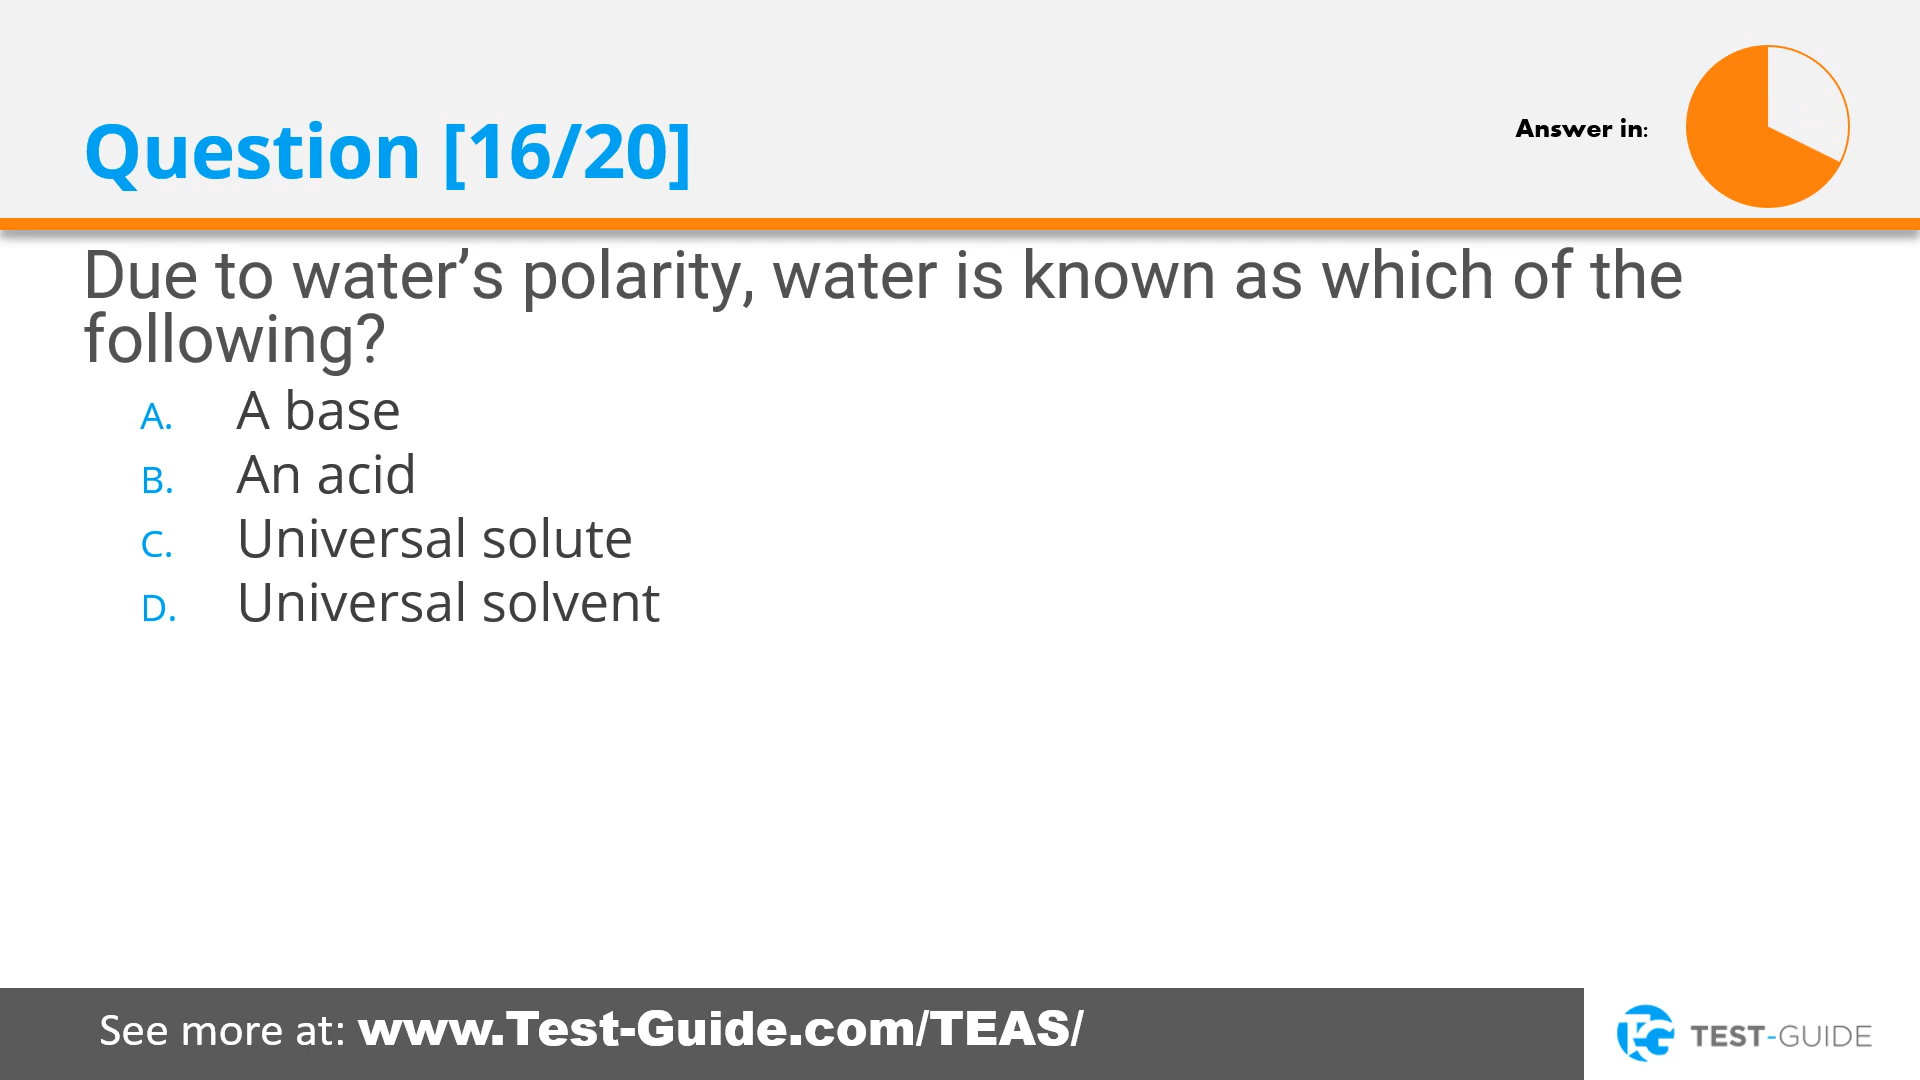 Question [16/20]
Answer in:
Due to water’s polarity, water is known as which of the
following?
A. A base
B. An acid
C. Universal solute
D. Universal solvent
See more at: www.Test-Guide.com/TEAS/
TEST-GUIDE